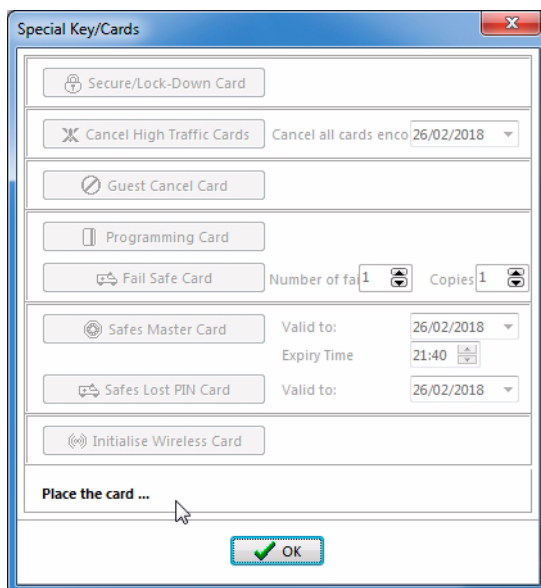 Special Key/Cards
Secure/Lock-Down Card
Cancel High Traffic Cards Cancel all cards enco 26/02/2018
Guest Cancel Card
Programming Card
Fail Safe Card Number of fai 1 Copies 1
Safes Master Card Valid to: 26/02/2018
Expiry Time 21:40
Safes Lost PIN Card Valid to: 26/02/2018
Initialise Wireless Card
Place the card ...
OK